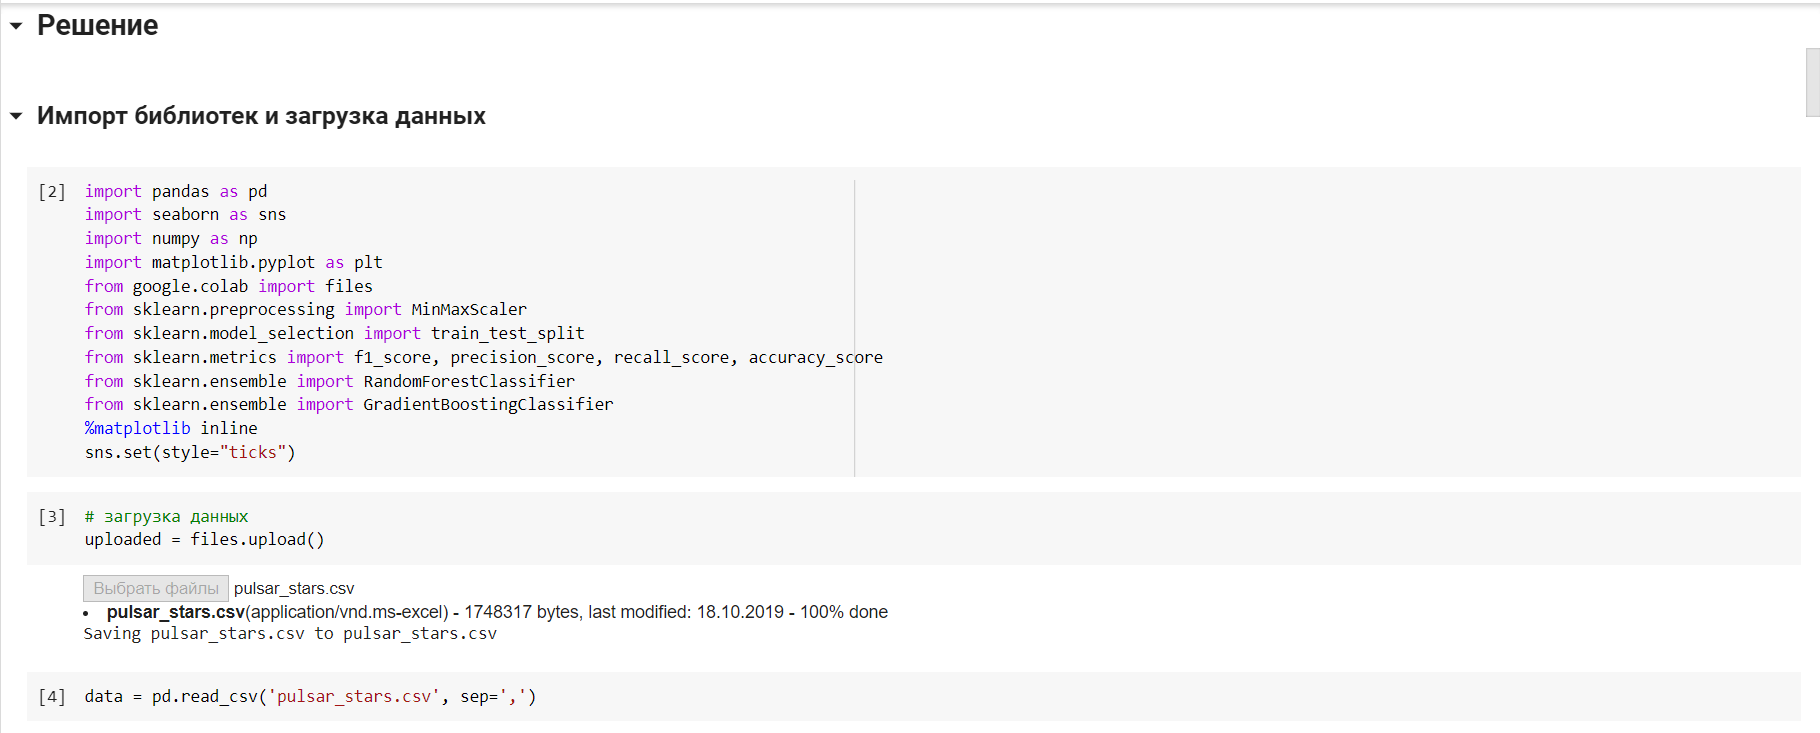 Решение
Импорт библиотек и загрузка данных
[2] import pandas as pd
import seaborn as sns
import numpy as np
import matplotlib.pyplot as plt
from google.colab import files
from sklearn.preprocessing import MinMaxScaler
from sklearn.model_selection import train_test_split
from sklearn.metrics import f1_score, precision_score, recall_score, accuracy_score
from sklearn.ensemble import RandomForestClassifier
from sklearn.ensemble import GradientBoostingClassifier
%matplotlib inline
sns.set(style="ticks")
[3] # загрузка данных
uploaded = files.upload()
Выбрать файлы pulsar_stars.csv
• pulsar_stars.csv(application/vnd.ms-excel) - 1748317 bytes, last modified: 18.10.2019 - 100% done
Saving pulsar_stars.csv to pulsar_stars.csv
[4] data = pd.read_csv('pulsar_stars.csv', sep=',')